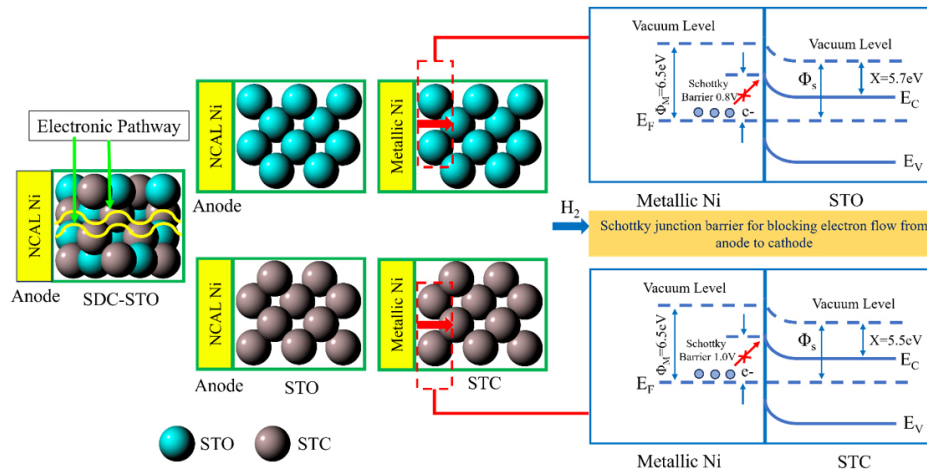 Electronic Pathway
NCAL Ni
Anode
SDC-STO
NCAL Ni
Anode
Metallic Ni
NCAL Ni
Anode
STO
Metallic Ni
STC
STO
STC
H2
Vacuum Level
Vacuum Level
ΦM=6.5eV
Schottky
Barrier 0.8V
e-
Φs
X=5.7eV
EC
EF
EV
Metallic Ni
STO
Schottky junction barrier for blocking electron flow from
anode to cathode
Vacuum Level
Vacuum Level
ΦM=6.5eV
Schottky
Barrier 1.0V
e-
Φs
X=5.5eV
EC
EF
EV
Metallic Ni
STC